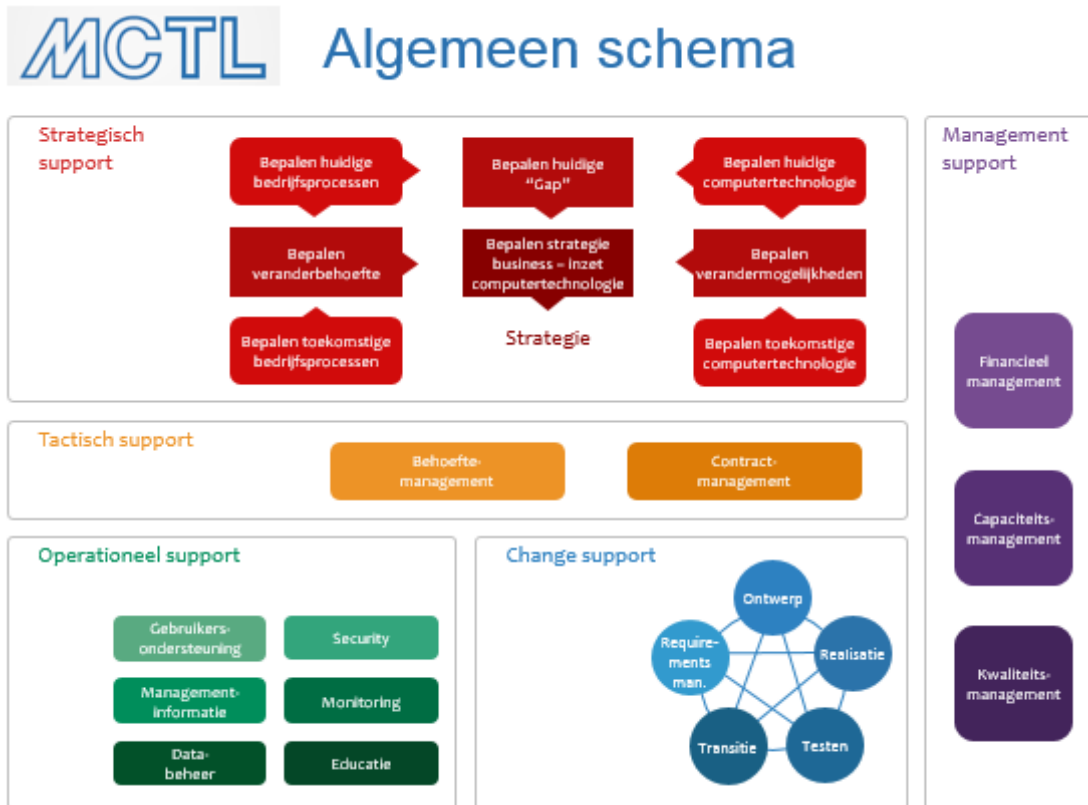 MCTL
Algemeen schema
Strategisch
support
Bepalen huidige
bedrijfsprocessen
Bepalen huidige
“Gap”
Bepalen huidige
computertechnologie
Bepalen
veranderbehoefte
Bepalen strategie
business – inzet
computertechnologie
Bepalen
verandermogelijkheden
Bepalen toekomstige
bedrijfsprocessen
Strategie
Bepalen toekomstige
computertechnologie
Tactisch support
Behoefte-
management
Contract-
management
Operationeel support
Gebruikers-
ondersteuning
Security
Management-
informatie
Monitoring
Data-
beheer
Educatie
Change support
Ontwerp
Require-
ments
man.
Realisatie
Transitie
Testen
Management
support
Financieel
management
Capaciteits-
management
Kwaliteits-
management